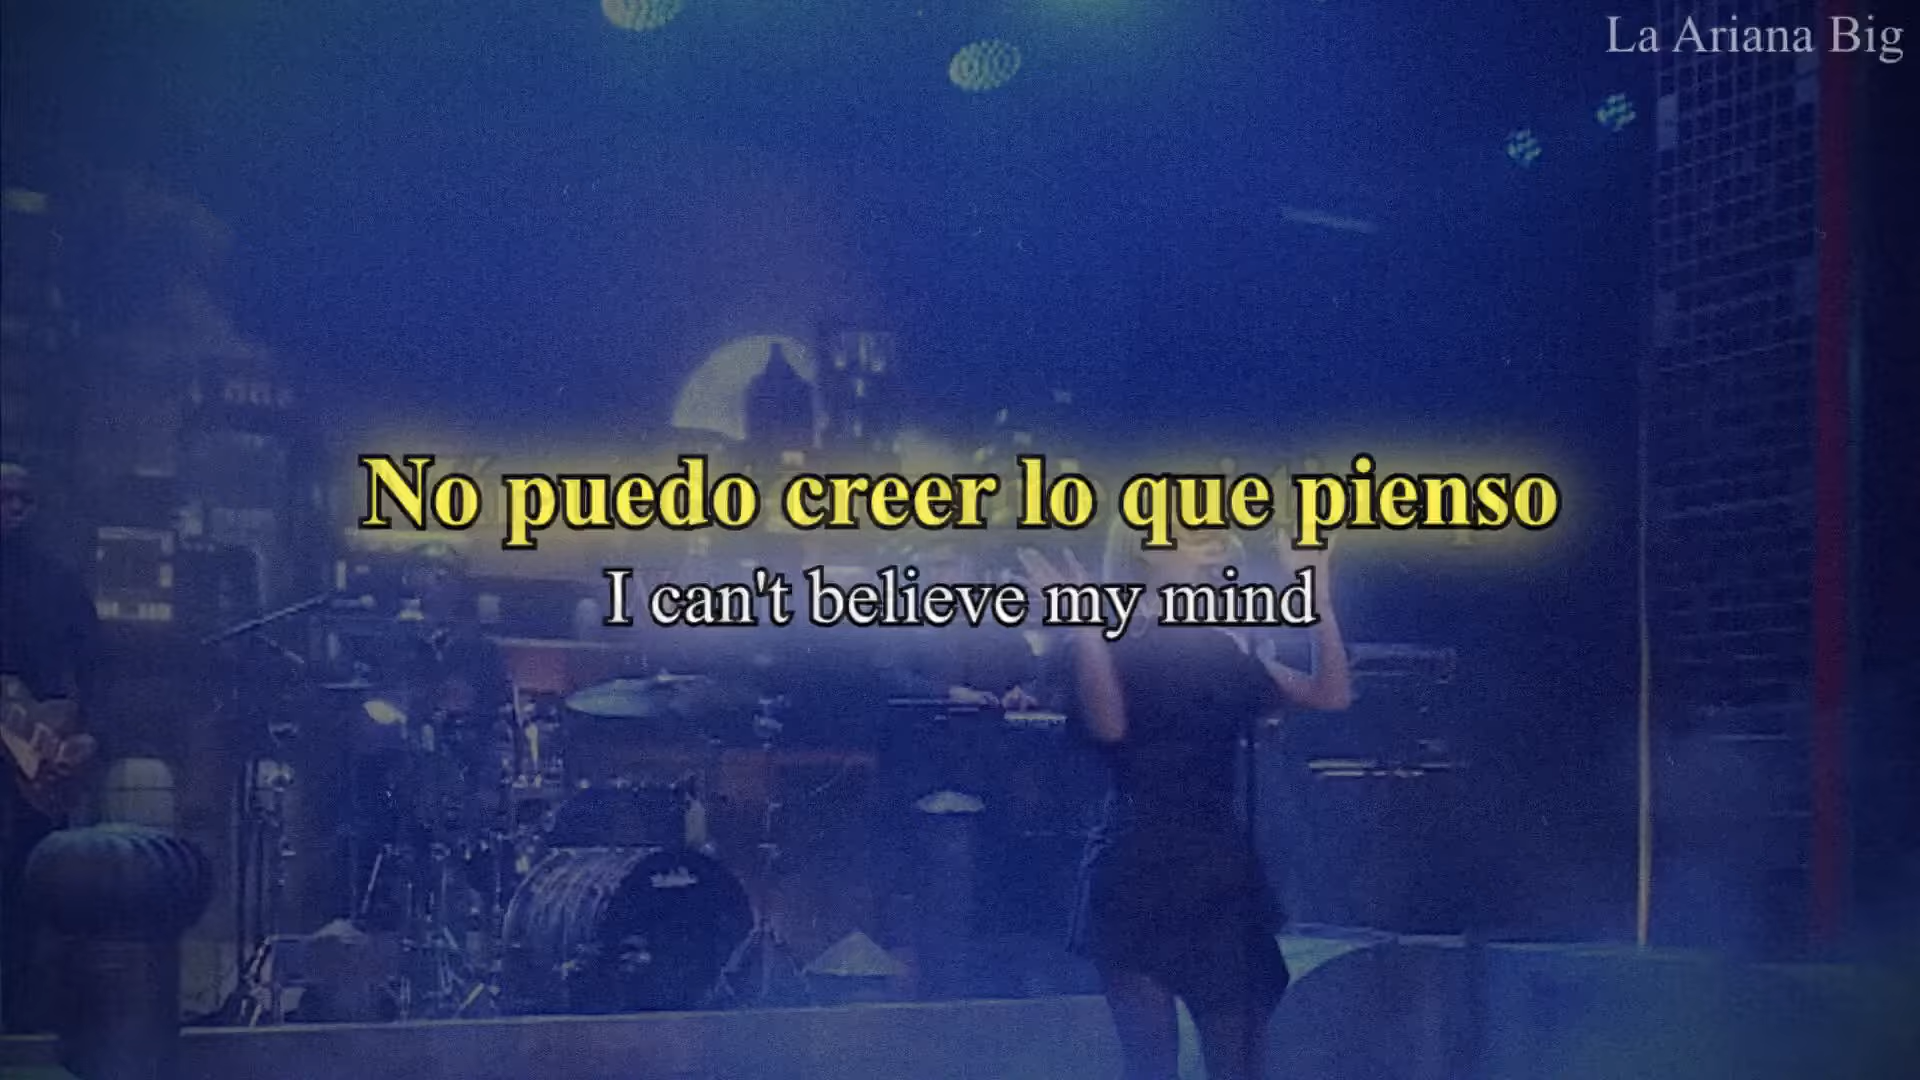 La Ariana Big
No puedo creer lo que pienso
I can't believe my mind